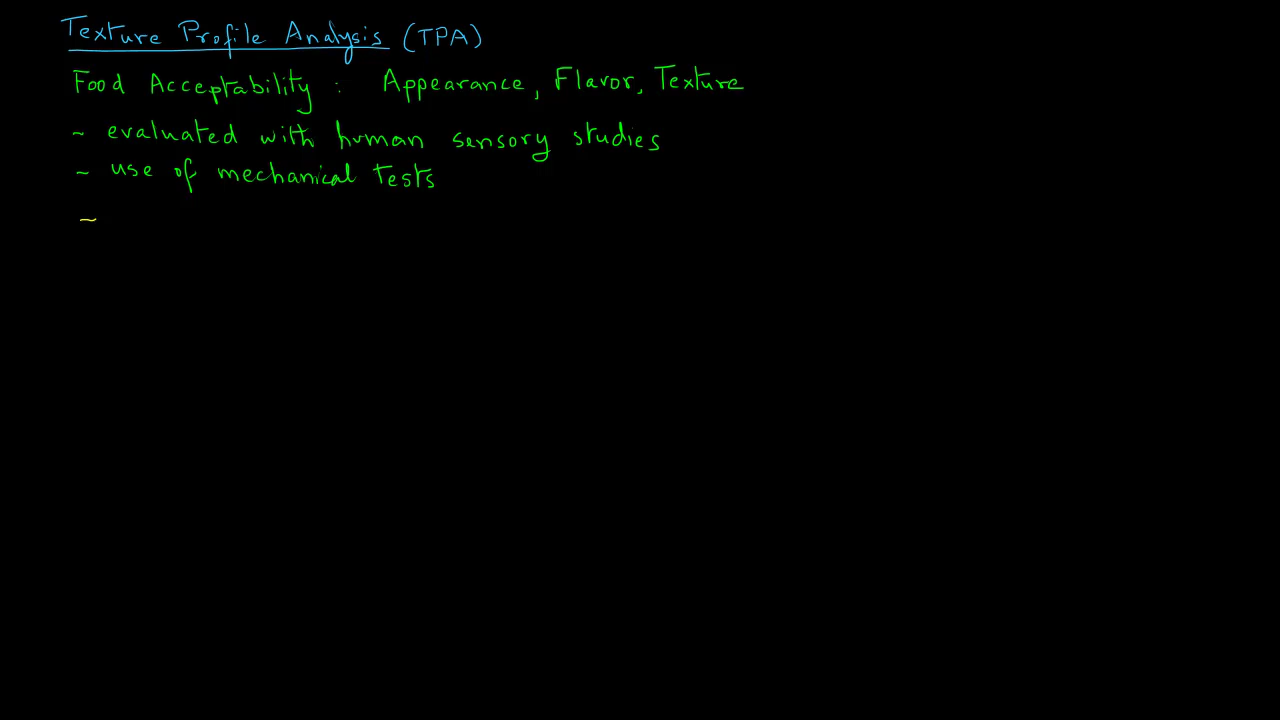 Texture Profile Analysis (TPA)
Food Acceptability : Appearance, Flavor, Texture
~ evaluated with human sensory studies
~ use of mechanical tests
~